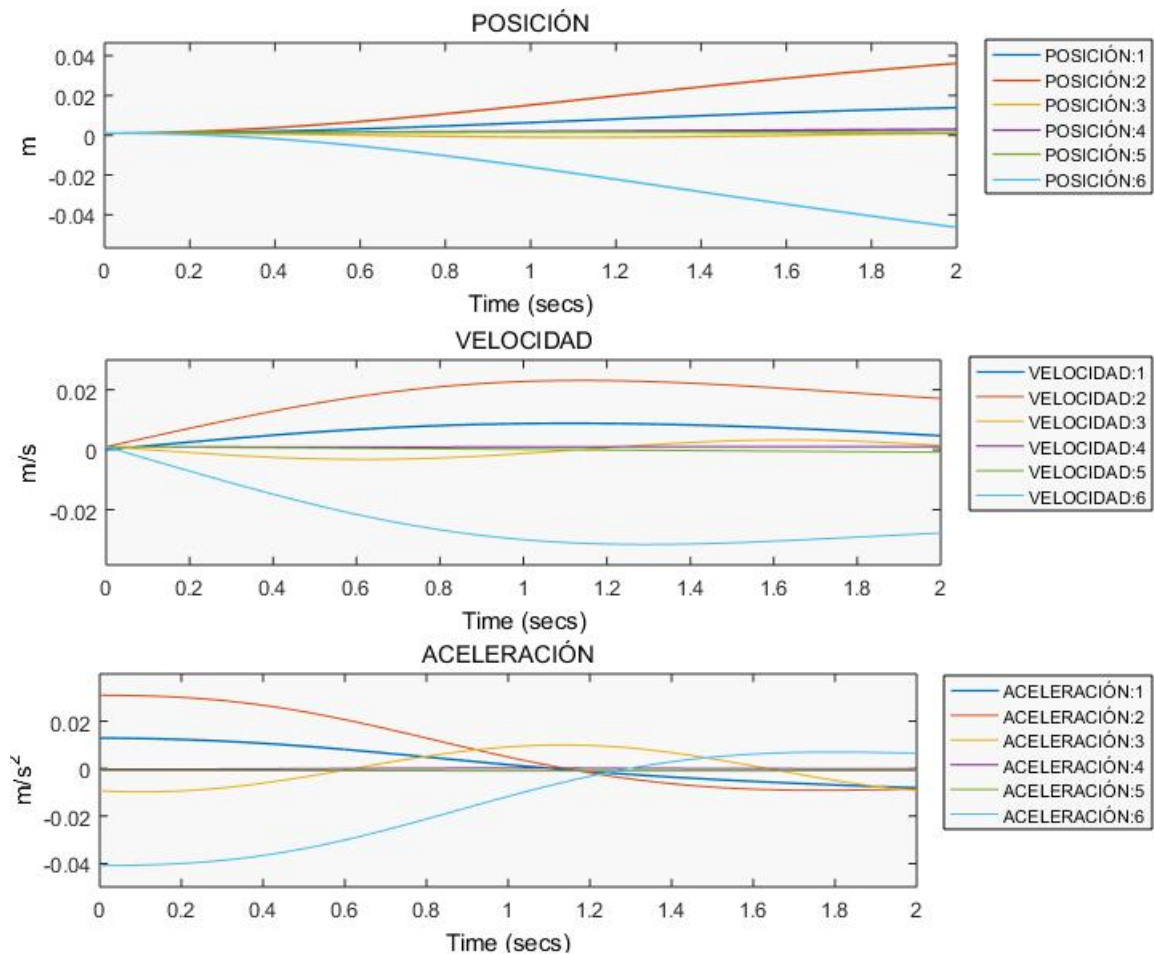 POSICIÓN
0.04
0.02
0
-0.02
-0.04
m
0 0.2 0.4 0.6 0.8 1 1.2 1.4 1.6 1.8 2
Time (secs)
POSICIÓN:1
POSICIÓN:2
POSICIÓN:3
POSICIÓN:4
POSICIÓN:5
POSICIÓN:6
VELOCIDAD
0.02
0
-0.02
m/s
0 0.2 0.4 0.6 0.8 1 1.2 1.4 1.6 1.8 2
Time (secs)
VELOCIDAD:1
VELOCIDAD:2
VELOCIDAD:3
VELOCIDAD:4
VELOCIDAD:5
VELOCIDAD:6
ACELERACIÓN
0.02
0
-0.02
-0.04
m/s²
0 0.2 0.4 0.6 0.8 1 1.2 1.4 1.6 1.8 2
Time (secs)
ACELERACIÓN:1
ACELERACIÓN:2
ACELERACIÓN:3
ACELERACIÓN:4
ACELERACIÓN:5
ACELERACIÓN:6